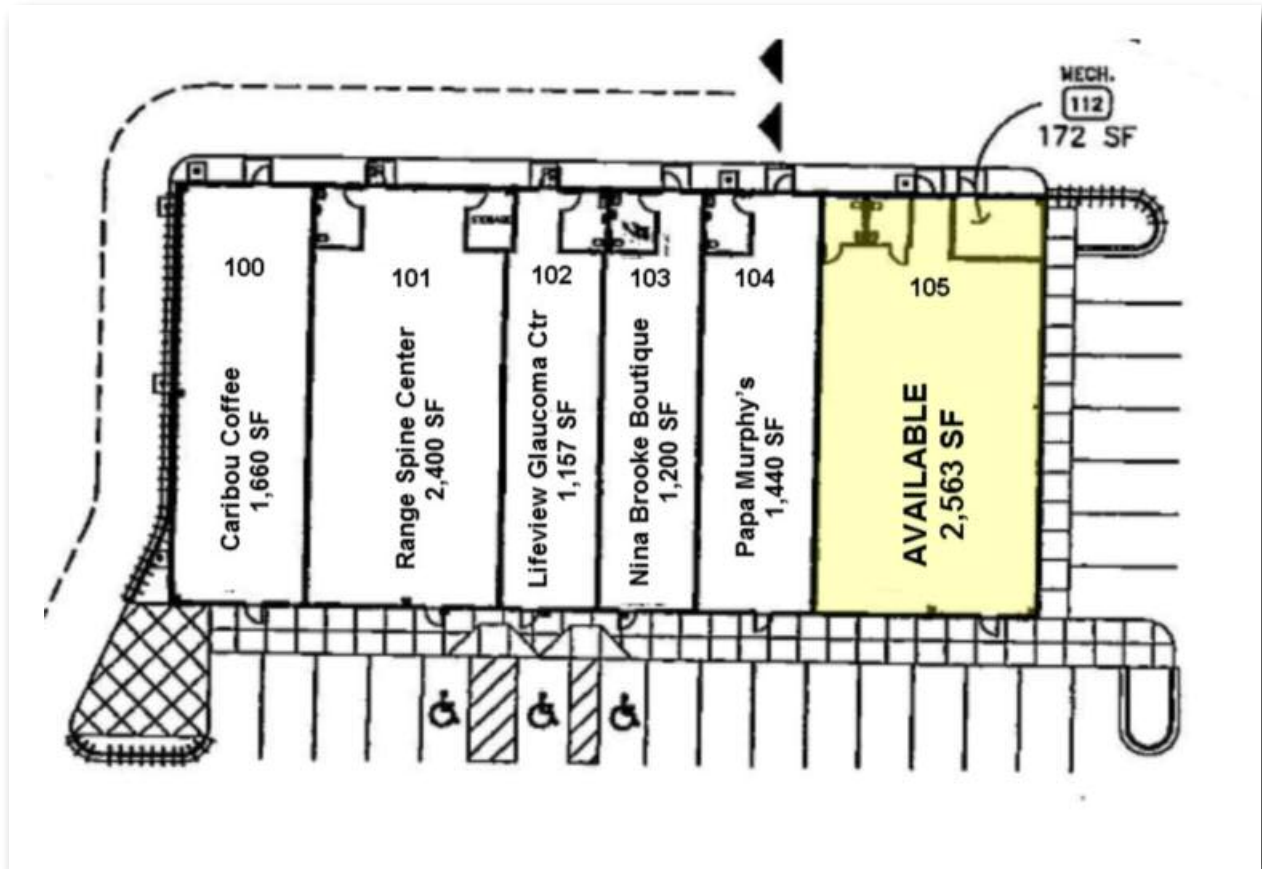 MECH.
112
172 SF
100
Caribou Coffee
1,660 SF
101
Range Spine Center
2,400 SF
STORAGE
102
Lifeview Glaucoma Ctr
1,157 SF
103
Nina Brooke Boutique
1,200 SF
104
Papa Murphy's
1,440 SF
105
AVAILABLE
2,563 SF